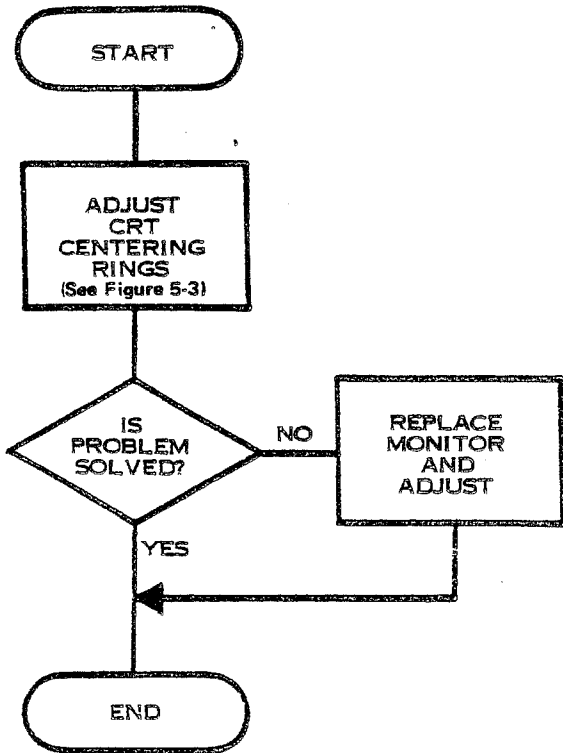 START
ADJUST
CRT
CENTERING
RINGS
(See Figure 5-3)
IS
PROBLEM
SOLVED?
NO
REPLACE
MONITOR
AND
ADJUST
YES
END